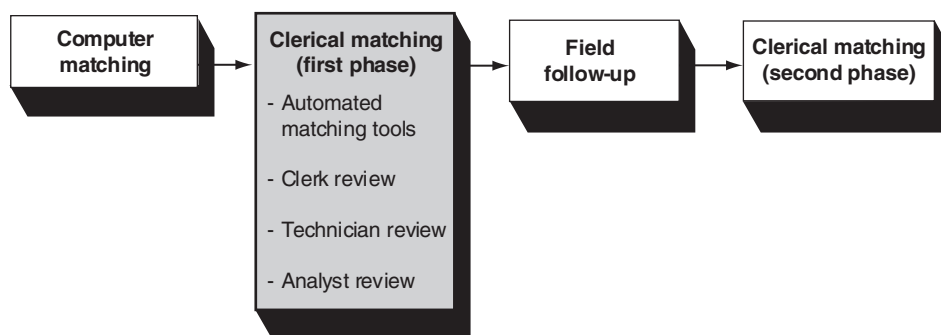 Computer
matching
Clerical matching
(first phase)
- Automated
matching tools
- Clerk review
- Technician review
- Analyst review
Field
follow-up
Clerical matching
(second phase)